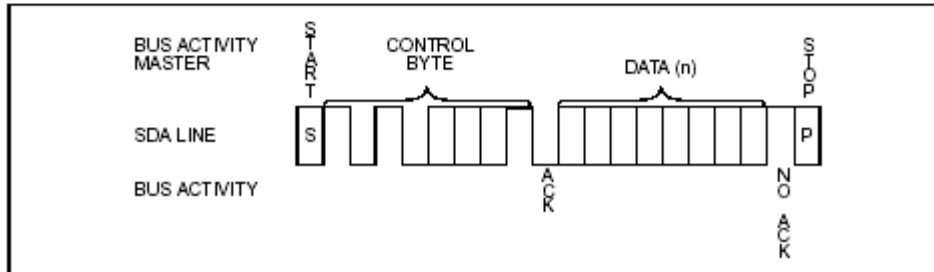 BUS ACTIVITY
MASTER
START
CONTROL
BYTE
DATA (n)
STOP
SDA LINE
S
P
BUS ACTIVITY
ACK
NO ACK